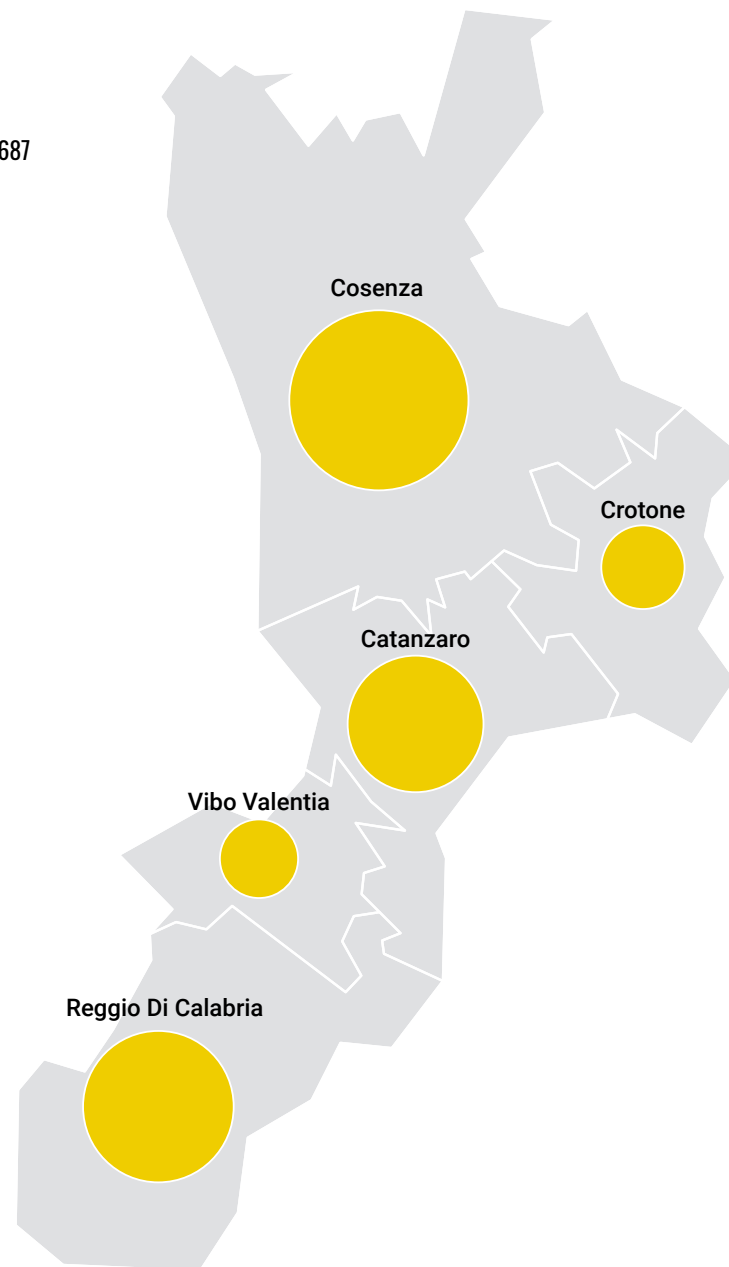 687
Cosenza
Crotone
Catanzaro
Vibo Valentia
Reggio Di Calabria